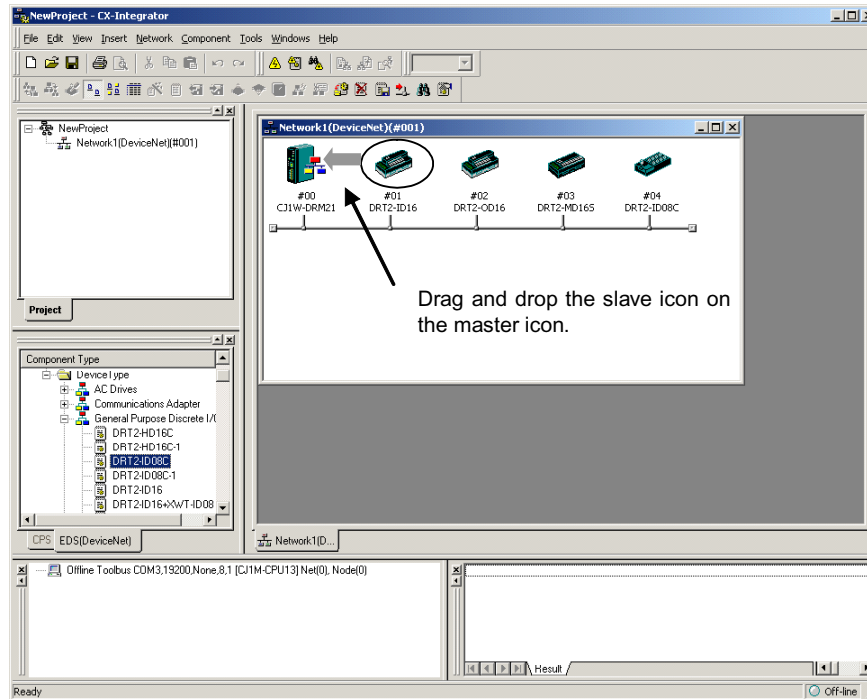 NewProject - CX-Integrator
File Edit View Insert Network Component Tools Windows Help
NewProject
Network1(DeviceNet)(#001)
Project
Network1(DeviceNet)(#001)
#00 #01 #02 #03 #04
CJ1W-DRM21 DRT2-ID16 DRT2-OD16 DRT2-MD16S DRT2-ID08C
Drag and drop the slave icon on
the master icon.
Component Type
DeviceType
AC Drives
Communications Adapter
General Purpose Discrete I/O
DRT2-HD16C
DRT2-HD16C-1
DRT2-ID08C
DRT2-ID08C-1
DRT2-ID16
DRT2-ID16+XWT-ID08
CPS EDS(DeviceNet)
Network1(D...
Offline Toolbus COM3,19200,None,8,1 [CJ1M-CPU13] Net(0), Node(0)
Result
Ready
Off-line